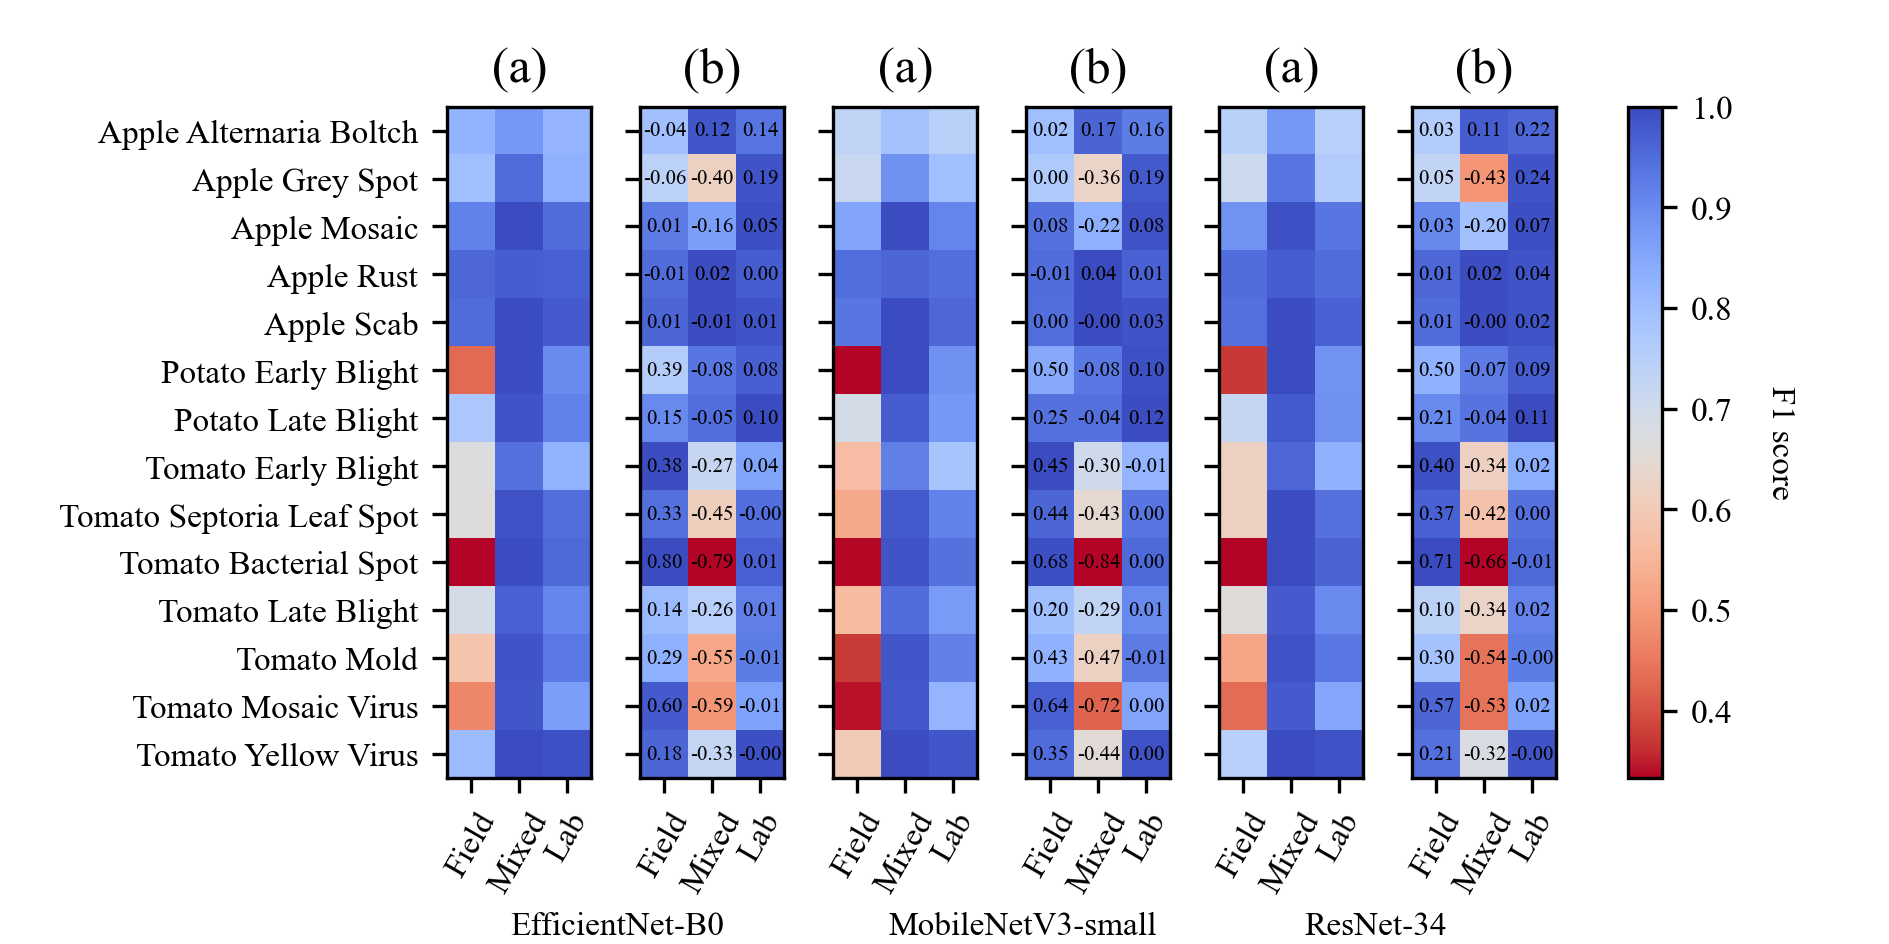 (a) (b) (a) (b) (a) (b)
Apple Alternaria Boltch -0.04 0.12 0.14 0.02 0.17 0.16 0.03 0.11 0.22 1.0
Apple Grey Spot -0.06 -0.40 0.19 0.00 -0.36 0.19 0.05 -0.43 0.24
0.9
Apple Mosaic 0.01 -0.16 0.05 0.08 -0.22 0.08 0.03 -0.20 0.07
Apple Rust -0.01 0.02 0.00 -0.01 0.04 0.01 0.01 0.02 0.04
0.8
Apple Scab 0.01 -0.01 0.01 0.00 -0.00 0.03 0.01 -0.00 0.02
Potato Early Blight 0.39 -0.08 0.08 0.50 -0.08 0.10 0.50 -0.07 0.09
0.7
Potato Late Blight 0.15 -0.05 0.10 0.25 -0.04 0.12 0.21 -0.04 0.11
F1 score
Tomato Early Blight 0.38 -0.27 0.04 0.45 -0.30 -0.01 0.40 -0.34 0.02
Tomato Septoria Leaf Spot 0.33 -0.45 -0.00 0.44 -0.43 0.00 0.37 -0.42 0.00
0.6
Tomato Bacterial Spot 0.80 -0.79 0.01 0.68 -0.84 0.00 0.71 -0.66 -0.01
Tomato Late Blight 0.14 -0.26 0.01 0.20 -0.29 0.01 0.10 -0.34 0.02
0.5
Tomato Mold 0.29 -0.55 -0.01 0.43 -0.47 -0.01 0.30 -0.54 -0.00
Tomato Mosaic Virus 0.60 -0.59 -0.01 0.64 -0.72 0.00 0.57 -0.53 0.02
0.4
Tomato Yellow Virus 0.18 -0.33 -0.00 0.35 -0.44 0.00 0.21 -0.32 -0.00
Field Mixed Lab Field Mixed Lab Field Mixed Lab Field Mixed Lab Field Mixed Lab Field Mixed Lab
EfficientNet-B0 MobileNetV3-small ResNet-34